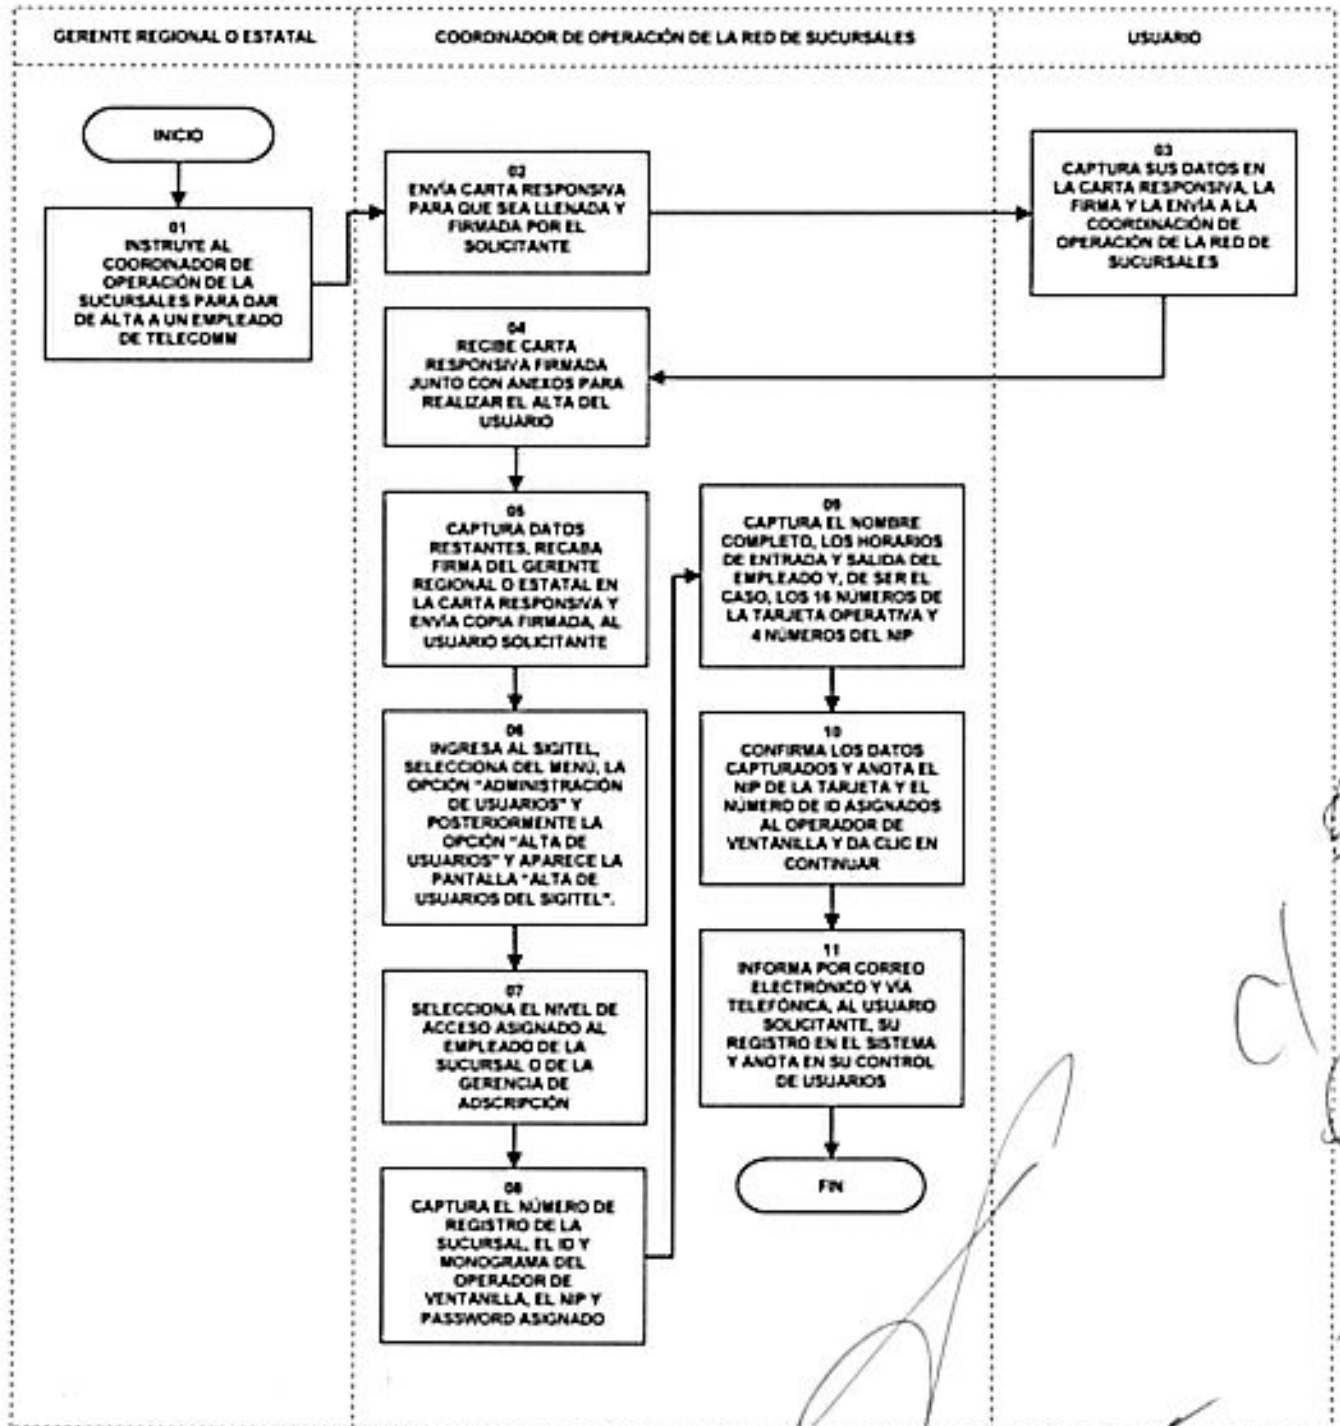 GERENTE REGIONAL O ESTATAL
COORDINADOR DE OPERACIÓN DE LA RED DE SUCURSALES
USUARIO
INICIO
01
INSTRUYE AL
COORDINADOR DE
OPERACIÓN DE LA
SUCURSALES PARA DAR
DE ALTA A UN EMPLEADO
DE TELECOMM
02
ENVÍA CARTA RESPONSIVA
PARA QUE SEA LLENADA Y
FIRMADA POR EL
SOLICITANTE
03
CAPTURA SUS DATOS EN
LA CARTA RESPONSIVA, LA
FIRMA Y LA ENVÍA A LA
COORDINACIÓN DE
OPERACIÓN DE LA RED DE
SUCURSALES
04
RECIBE CARTA
RESPONSIVA FIRMADA
JUNTO CON ANEXOS PARA
REALIZAR EL ALTA DEL
USUARIO
05
CAPTURA DATOS
RESTANTES, RECABA
FIRMA DEL GERENTE
REGIONAL O ESTATAL EN
LA CARTA RESPONSIVA Y
ENVÍA COPIA FIRMADA, AL
USUARIO SOLICITANTE
06
INGRESA AL SIGITEL,
SELECCIONA DEL MENÚ, LA
OPCIÓN "ADMINISTRACIÓN
DE USUARIOS" Y
POSTERIORMENTE LA
OPCIÓN "ALTA DE
USUARIOS" Y APARECE LA
PANTALLA "ALTA DE
USUARIOS DEL SIGITEL".
07
SELECCIONA EL NIVEL DE
ACCESO ASIGNADO AL
EMPLEADO DE LA
SUCURSAL O DE LA
GERENCIA DE
ADSCRIPCIÓN
08
CAPTURA EL NÚMERO DE
REGISTRO DE LA
SUCURSAL, EL ID Y
MONOGRAMA DEL
OPERADOR DE
VENTANILLA, EL NIP Y
PASSWORD ASIGNADO
09
CAPTURA EL NOMBRE
COMPLETO, LOS HORARIOS
DE ENTRADA Y SALIDA DEL
EMPLEADO Y, DE SER EL
CASO, LOS 16 NÚMEROS DE
LA TARJETA OPERATIVA Y
4 NÚMEROS DEL NIP
10
CONFIRMA LOS DATOS
CAPTURADOS Y ANOTA EL
NIP DE LA TARJETA Y EL
NÚMERO DE ID ASIGNADOS
AL OPERADOR DE
VENTANILLA Y DA CLIC EN
CONTINUAR
11
INFORMA POR CORREO
ELECTRÓNICO Y VÍA
TELEFÓNICA, AL USUARIO
SOLICITANTE, SU
REGISTRO EN EL SISTEMA
Y ANOTA EN SU CONTROL
DE USUARIOS
FIN